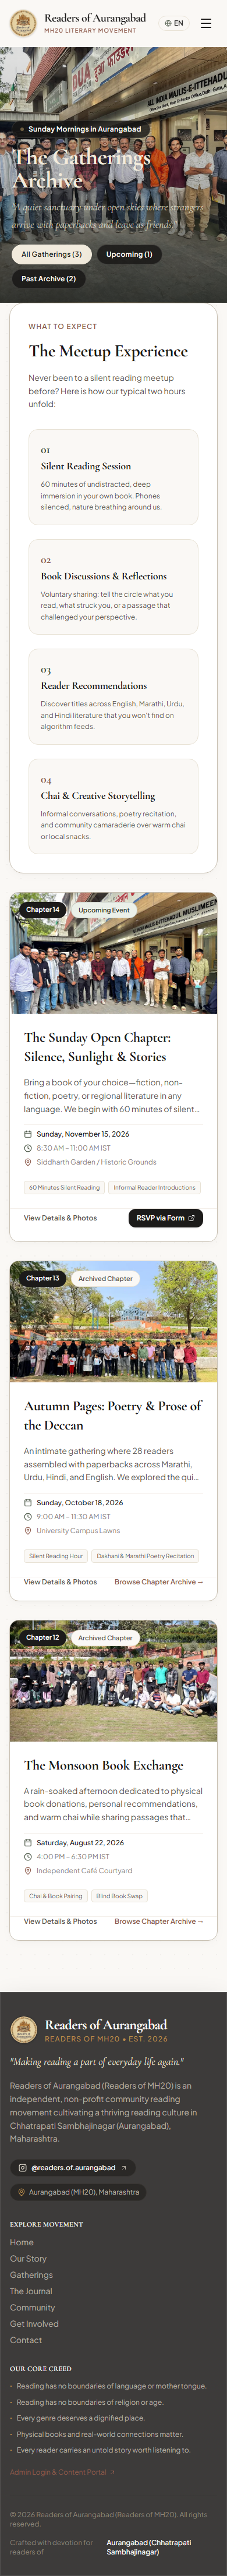 Readers of Aurangabad
MH20 LITERARY MOVEMENT
EN
Sunday Mornings in Aurangabad
The Gatherings
Archive
"A quiet sanctuary under open skies where strangers
arrive with paperbacks and leave as friends."
All Gatherings (3)
Upcoming (1)
Past Archive (2)
WHAT TO EXPECT
The Meetup Experience
Never been to a silent reading meetup
before? Here is how our typical two hours
unfold:
01
Silent Reading Session
60 minutes of undistracted, deep
immersion in your own book. Phones
silenced, nature breathing around us.
02
Book Discussions & Reflections
Voluntary sharing: tell the circle what you
read, what struck you, or a passage that
challenged your perspective.
03
Reader Recommendations
Discover titles across English, Marathi, Urdu,
and Hindi literature that you won't find on
algorithm feeds.
04
Chai & Creative Storytelling
Informal conversations, poetry recitation,
and community camaraderie over warm chai
or local snacks.
Chapter 14
Upcoming Event
The Sunday Open Chapter:
Silence, Sunlight & Stories
Bring a book of your choice—fiction, non-
fiction, poetry, or regional literature in any
language. We begin with 60 minutes of silent...
Sunday, November 15, 2026
8:30 AM – 11:00 AM IST
Siddharth Garden / Historic Grounds
60 Minutes Silent Reading
Informal Reader Introductions
View Details & Photos
RSVP via Form
Chapter 13
Archived Chapter
Autumn Pages: Poetry & Prose of
the Deccan
An intimate gathering where 28 readers
assembled with paperbacks across Marathi,
Urdu, Hindi, and English. We explored the qui...
Sunday, October 18, 2026
9:00 AM – 11:30 AM IST
University Campus Lawns
Silent Reading Hour
Dakhani & Marathi Poetry Recitation
View Details & Photos
Browse Chapter Archive →
Chapter 12
Archived Chapter
The Monsoon Book Exchange
A rain-soaked afternoon dedicated to physical
book donations, personal recommendations,
and warm chai while sharing passages that...
Saturday, August 22, 2026
4:00 PM – 6:30 PM IST
Independent Café Courtyard
Chai & Book Pairing
Blind Book Swap
View Details & Photos
Browse Chapter Archive →
Readers of Aurangabad
READERS OF MH20 • EST. 2026
"Making reading a part of everyday life again."
Readers of Aurangabad (Readers of MH20) is an
independent, non-profit community reading
movement cultivating a thriving reading culture in
Chhatrapati Sambhajinagar (Aurangabad),
Maharashtra.
@readers.of.aurangabad
Aurangabad (MH20), Maharashtra
EXPLORE MOVEMENT
Home
Our Story
Gatherings
The Journal
Community
Get Involved
Contact
OUR CORE CREED
• Reading has no boundaries of language or mother tongue.
• Reading has no boundaries of religion or age.
• Every genre deserves a dignified place.
• Physical books and real-world connections matter.
• Every reader carries an untold story worth listening to.
Admin Login & Content Portal
© 2026 Readers of Aurangabad (Readers of MH20). All rights
reserved.
Crafted with devotion for
readers of
Aurangabad (Chhatrapati
Sambhajinagar)